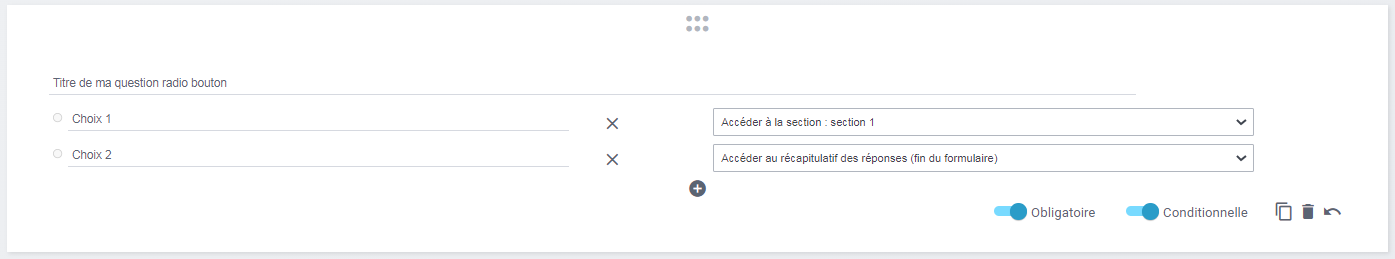 Titre de ma question radio bouton
Choix 1
Accéder à la section : section 1
Choix 2
Accéder au récapitulatif des réponses (fin du formulaire)
Obligatoire
Conditionnelle